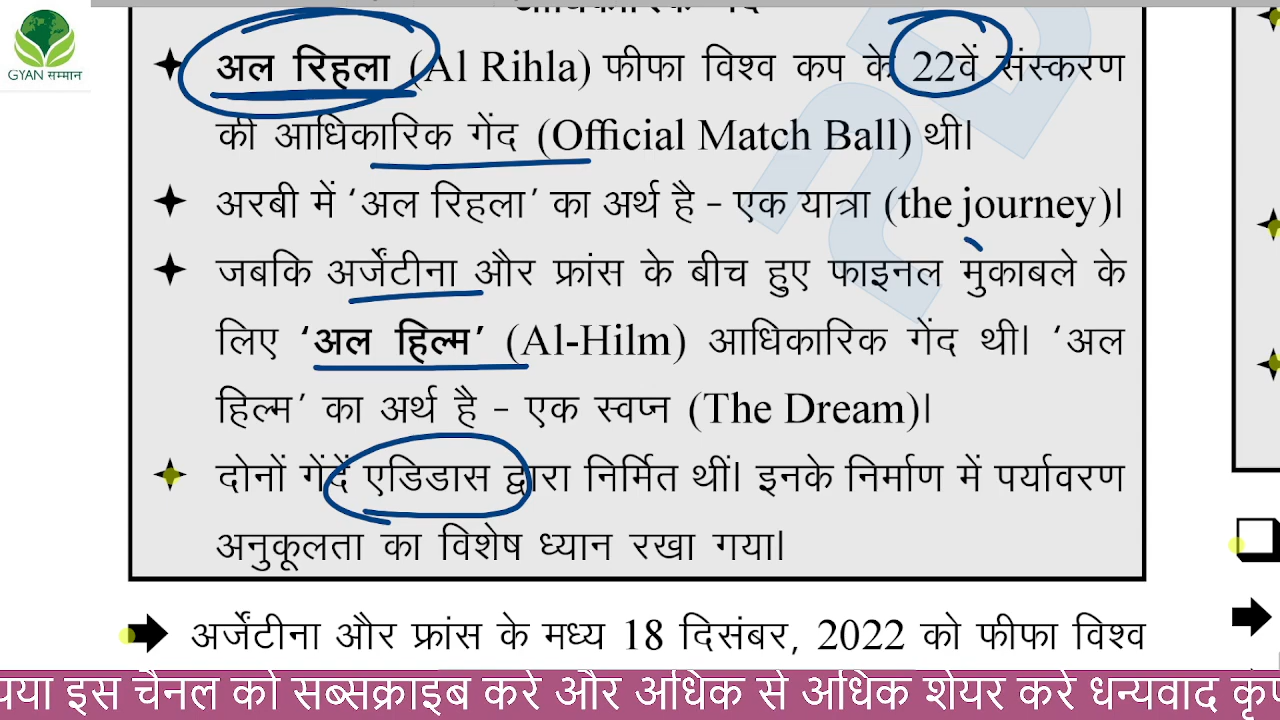 आधिकारिक गेंद
GYAN सम्मान
अल रिहला (Al Rihla) फीफा विश्व कप के 22वें संस्करण
की आधिकारिक गेंद (Official Match Ball) थी।
अरबी में ‘अल रिहला’ का अर्थ है - एक यात्रा (the journey)।
जबकि अर्जेंटीना और फ्रांस के बीच हुए फाइनल मुकाबले के
लिए ‘अल हिल्म’ (Al-Hilm) आधिकारिक गेंद थी। ‘अल
हिल्म’ का अर्थ है - एक स्वप्न (The Dream)।
दोनों गेंदें एडिडास द्वारा निर्मित थीं। इनके निर्माण में पर्यावरण
अनुकूलता का विशेष ध्यान रखा गया।
अर्जेंटीना और फ्रांस के मध्य 18 दिसंबर, 2022 को फीफा विश्व
पया इस चैनल को सब्सक्राइब करे और अधिक से अधिक शेयर करे धन्यवाद कृप